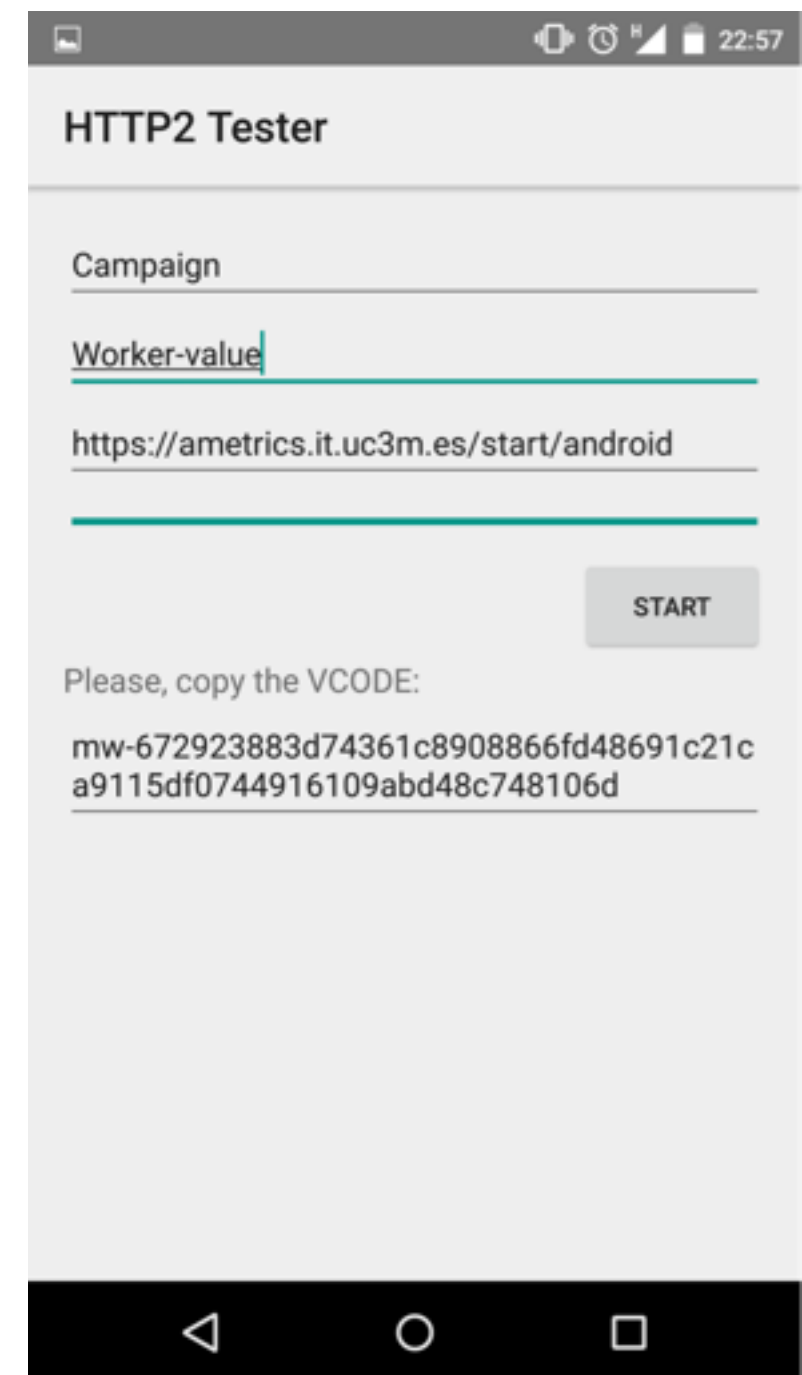 H 22:57
HTTP2 Tester
Campaign
Worker-value
https://ametrics.it.uc3m.es/start/android
START
Please, copy the VCODE:
mw-672923883d74361c8908866fd48691c21c
a9115df0744916109abd48c748106d